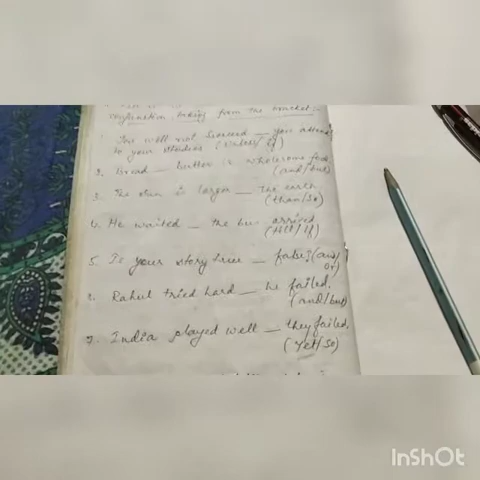 conjunction taking from the bracket :-
1. You will not succeed — you attend
to your studies (unless/if)
2. Bread — butter is wholesome food
(and/but)
3. The Sun is larger — the earth
(than/so)
4. He waited — the bus arrived
(till/if)
5. Is your story true — false? (and/
or)
Rahul tried hard — he failed.
(and/but)
7. India played well — they failed.
(Yet/so)
InShOt